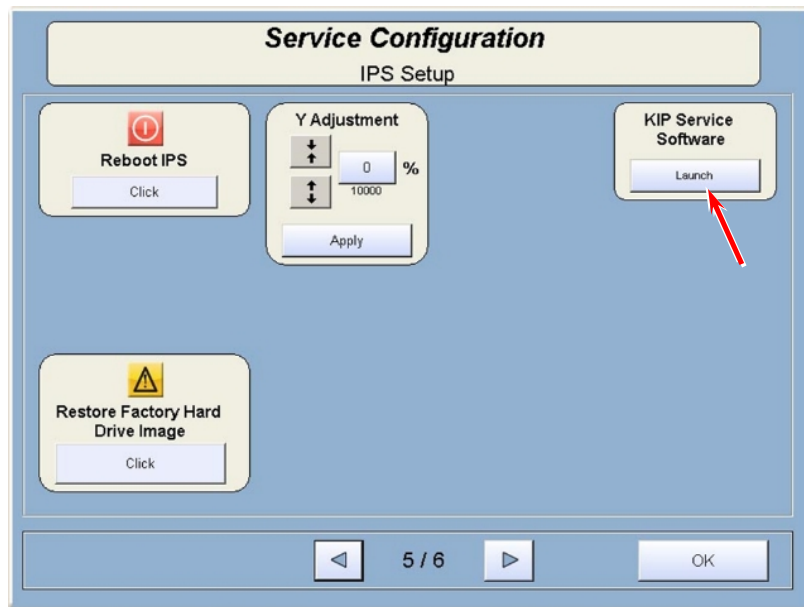 Service Configuration
IPS Setup
Reboot IPS
Click
Y Adjustment
0 %
10000
Apply
KIP Service
Software
Launch
Restore Factory Hard
Drive Image
Click
5 / 6
OK